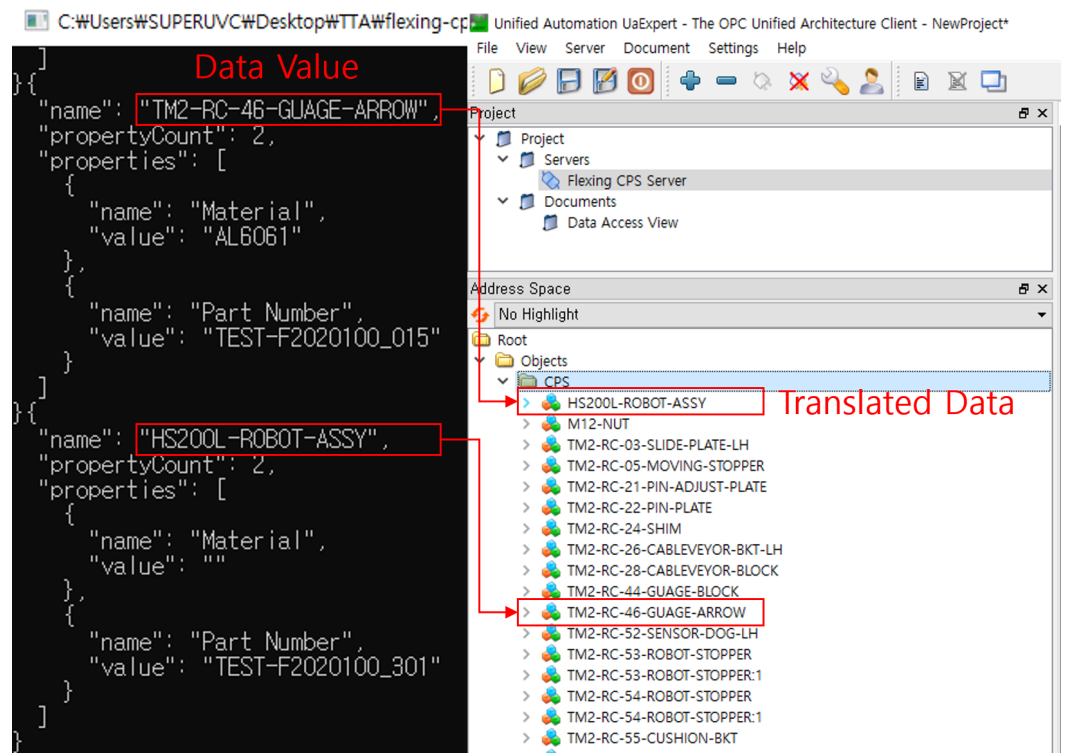 C:₩Users₩SUPERUVC₩Desktop₩TTA₩flexing-cp
Data Value
]
}{
"name": "TM2-RC-46-GUAGE-ARROW",
"propertyCount": 2,
"properties": [
{
"name": "Material",
"value": "AL6061"
},
{
"name": "Part Number",
"value": "TEST-F2020100_015"
}
]
}{
"name": "HS200L-ROBOT-ASSY",
"propertyCount": 2,
"properties": [
{
"name": "Material",
"value": ""
},
{
"name": "Part Number",
"value": "TEST-F2020100_301"
}
]
}
Unified Automation UaExpert - The OPC Unified Architecture Client - NewProject*
File View Server Document Settings Help
Project
Project
Servers
Flexing CPS Server
Documents
Data Access View
Address Space
No Highlight
Root
Objects
CPS
HS200L-ROBOT-ASSY
Translated Data
M12-NUT
TM2-RC-03-SLIDE-PLATE-LH
TM2-RC-05-MOVING-STOPPER
TM2-RC-21-PIN-ADJUST-PLATE
TM2-RC-22-PIN-PLATE
TM2-RC-24-SHIM
TM2-RC-26-CABLEVEYOR-BKT-LH
TM2-RC-28-CABLEVEYOR-BLOCK
TM2-RC-44-GUAGE-BLOCK
TM2-RC-46-GUAGE-ARROW
TM2-RC-52-SENSOR-DOG-LH
TM2-RC-53-ROBOT-STOPPER
TM2-RC-53-ROBOT-STOPPER:1
TM2-RC-54-ROBOT-STOPPER
TM2-RC-54-ROBOT-STOPPER:1
TM2-RC-55-CUSHION-BKT